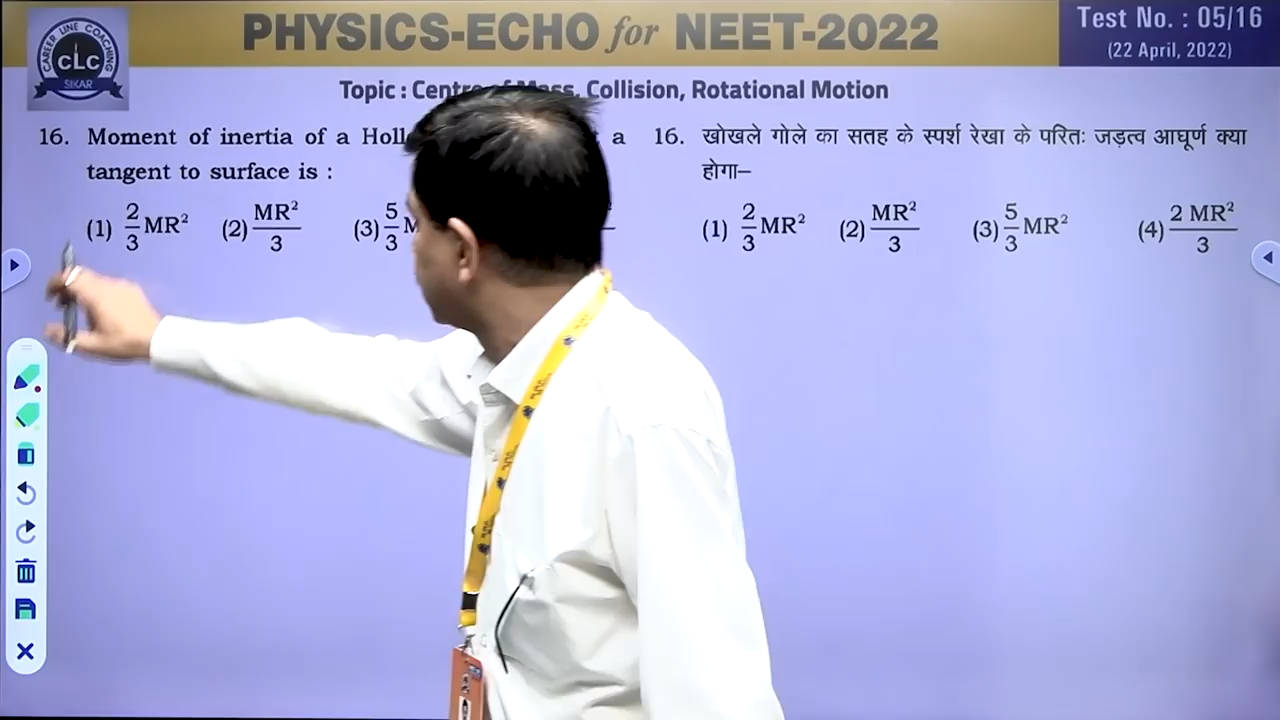 PHYSICS-ECHO for NEET-2022
Test No. : 05/16
(22 April, 2022)
CAREER LINE COACHING
CLC
SIKAR
Topic : Centre of Mass, Collision, Rotational Motion
16. Moment of inertia of a a
tangent to surface is :
(1) 2/3 MR² (2) MR²/3 (3) 5/3
16. खोखले गोले का सतह के स्पर्श रेखा के परितः जड़त्व आघूर्ण क्या
होगा–
(1) 2/3 MR² (2) MR²/3 (3) 5/3 MR² (4) 2 MR²/3